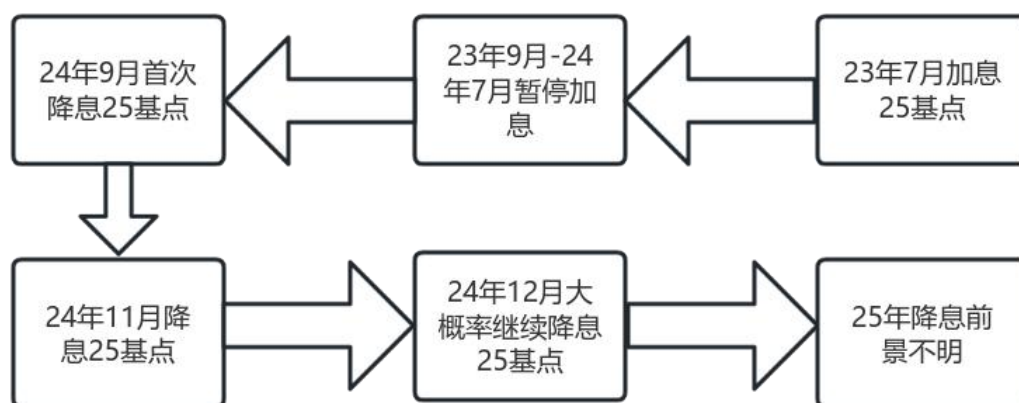 24年9月首次
降息25基点
23年9月-24
年7月暂停加
息
23年7月加息
25基点
24年11月降
息25基点
24年12月大
概率继续降息
25基点
25年降息前
景不明